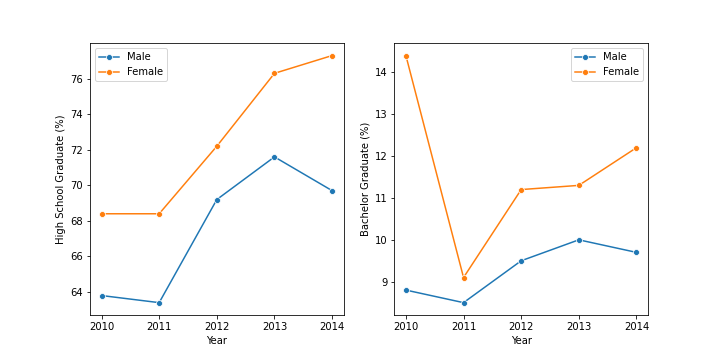 Male
Female
High School Graduate (%)
76
74
72
70
68
66
64
2010 2011 2012 2013 2014
Year
Male
Female
Bachelor Graduate (%)
14
13
12
11
10
9
2010 2011 2012 2013 2014
Year